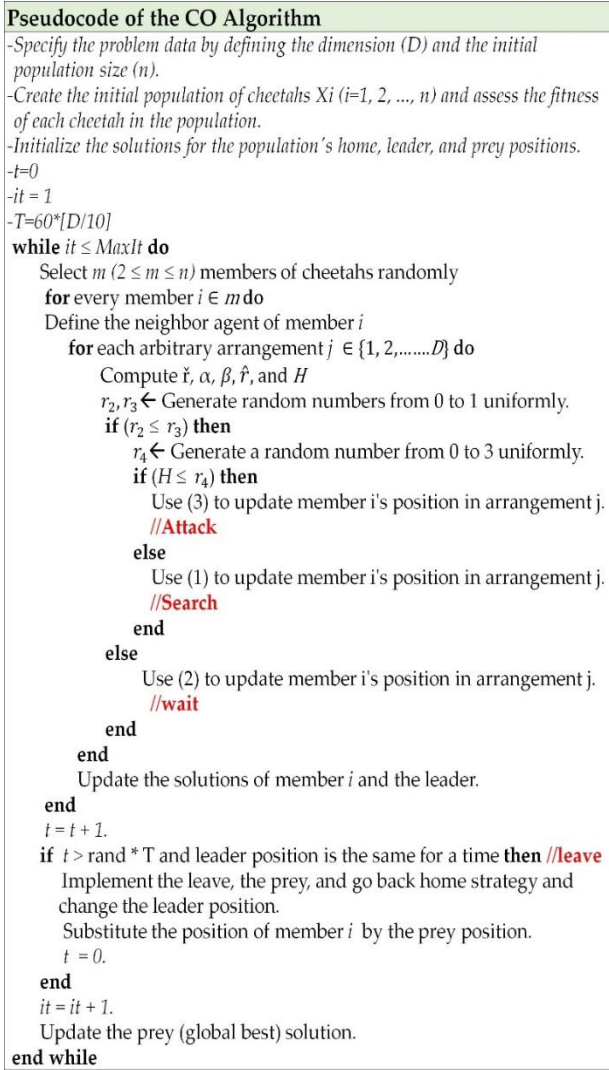 Pseudocode of the CO Algorithm
-Specify the problem data by defining the dimension (D) and the initial
population size (n).
-Create the initial population of cheetahs Xi (i=1, 2, ..., n) and assess the fitness
of each cheetah in the population.
-Initialize the solutions for the population's home, leader, and prey positions.
-t=0
-it = 1
-T=60*[D/10]
while it ≤ MaxIt do
Select m (2 ≤ m ≤ n) members of cheetahs randomly
for every member i ∈ m do
Define the neighbor agent of member i
for each arbitrary arrangement j ∈ {1, 2,.......D} do
Compute ř, α, β, r̂, and H
r₂, r₃ ← Generate random numbers from 0 to 1 uniformly.
if (r₂ ≤ r₃) then
r₄ ← Generate a random number from 0 to 3 uniformly.
if (H ≤ r₄) then
Use (3) to update member i's position in arrangement j.
//Attack
else
Use (1) to update member i's position in arrangement j.
//Search
end
else
Use (2) to update member i's position in arrangement j.
//wait
end
end
Update the solutions of member i and the leader.
end
t = t + 1.
if t > rand * T and leader position is the same for a time then //leave
Implement the leave, the prey, and go back home strategy and
change the leader position.
Substitute the position of member i by the prey position.
t = 0.
end
it = it + 1.
Update the prey (global best) solution.
end while